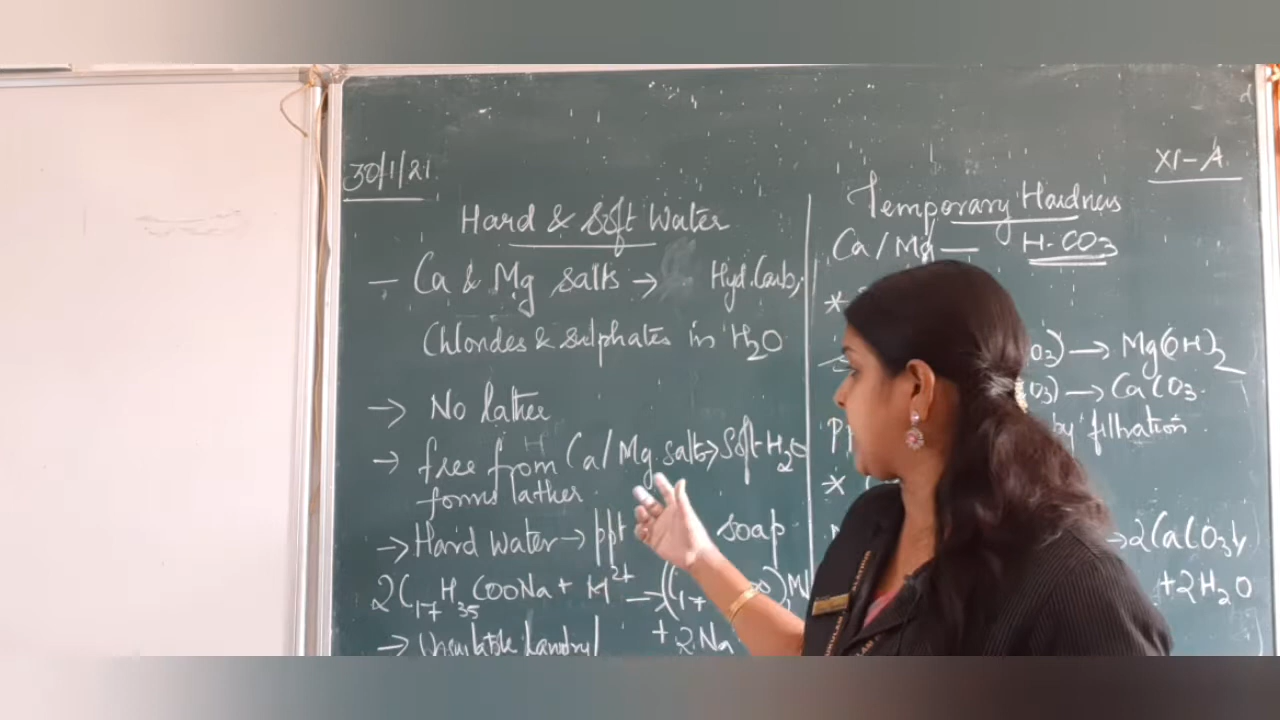 30/1/21
XI-A
Hard & Soft Water
- Ca & Mg salts → Hyd. Carb,
Chlorides & sulphates in H₂O
→ No lather
→ free from Ca/Mg salts → Soft H₂O
forms lather
→ Hard Water → ppt soap
2C₁₇H₃₅COONa + M²⁺ →
+ 2Na
→ Unsuitable
Temporary Hardness
Ca/Mg — H.CO3
*
O₃) → Mg(OH)₂
O₃) → CaCO₃.
by filtration
*
→ 2CaCO₃↓
+2H₂O